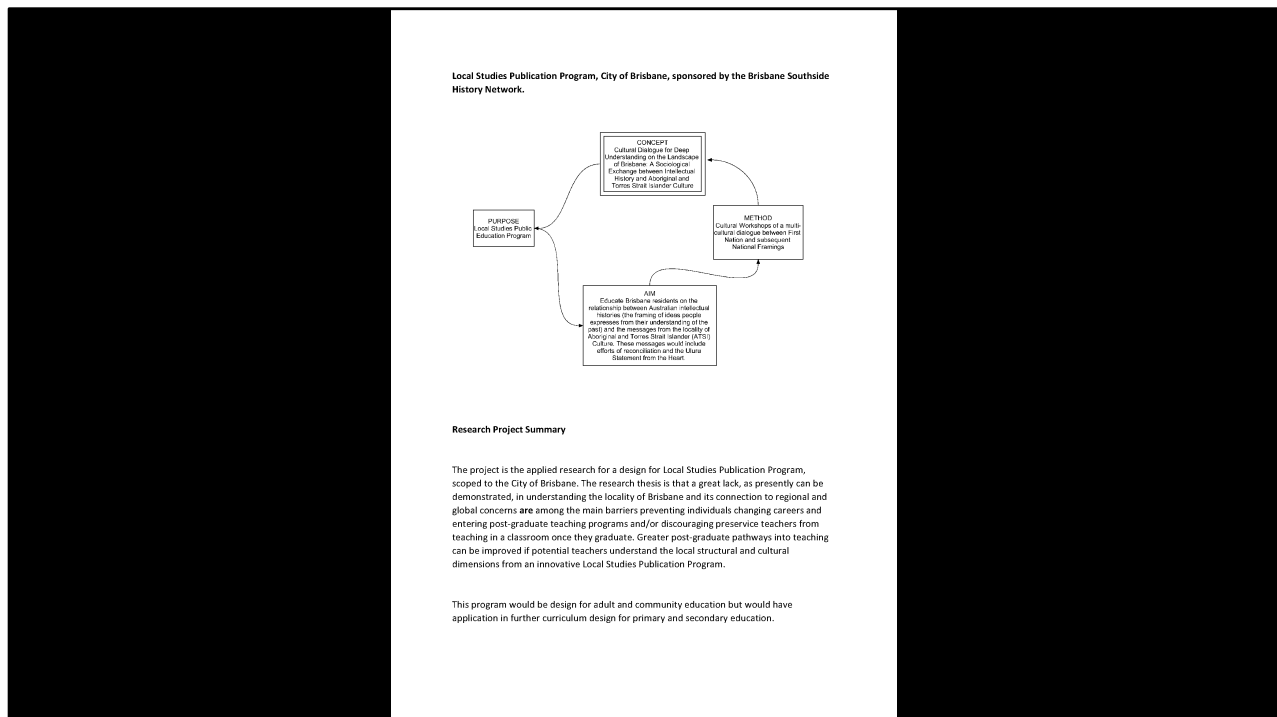 Local Studies Publication Program, City of Brisbane, sponsored by the Brisbane Southside
History Network.
CONCEPT
Cultural Dialogue for Deep
Understanding on the Landscape
of Brisbane: A Sociological
Exchange between Intellectual
History and Aboriginal and
Torres Strait Islander Culture
PURPOSE
Local Studies Public
Education Program
METHOD
Cultural Workshops of a multi-
cultural dialogue between First
Nation and subsequent
National Framings
AIM
Educate Brisbane residents on the
relationship between Australian intellectual
histories (the framing of ideas people
expresses from their understanding of the
past) and the messages from the locality of
Aboriginal and Torres Strait Islander (ATSI)
Culture. These messages would include
efforts of reconciliation and the Uluru
Statement from the Heart
Research Project Summary
The project is the applied research for a design for Local Studies Publication Program,
scoped to the City of Brisbane. The research thesis is that a great lack, as presently can be
demonstrated, in understanding the locality of Brisbane and its connection to regional and
global concerns are among the main barriers preventing individuals changing careers and
entering post-graduate teaching programs and/or discouraging preservice teachers from
teaching in a classroom once they graduate. Greater post-graduate pathways into teaching
can be improved if potential teachers understand the local structural and cultural
dimensions from an innovative Local Studies Publication Program.
This program would be design for adult and community education but would have
application in further curriculum design for primary and secondary education.